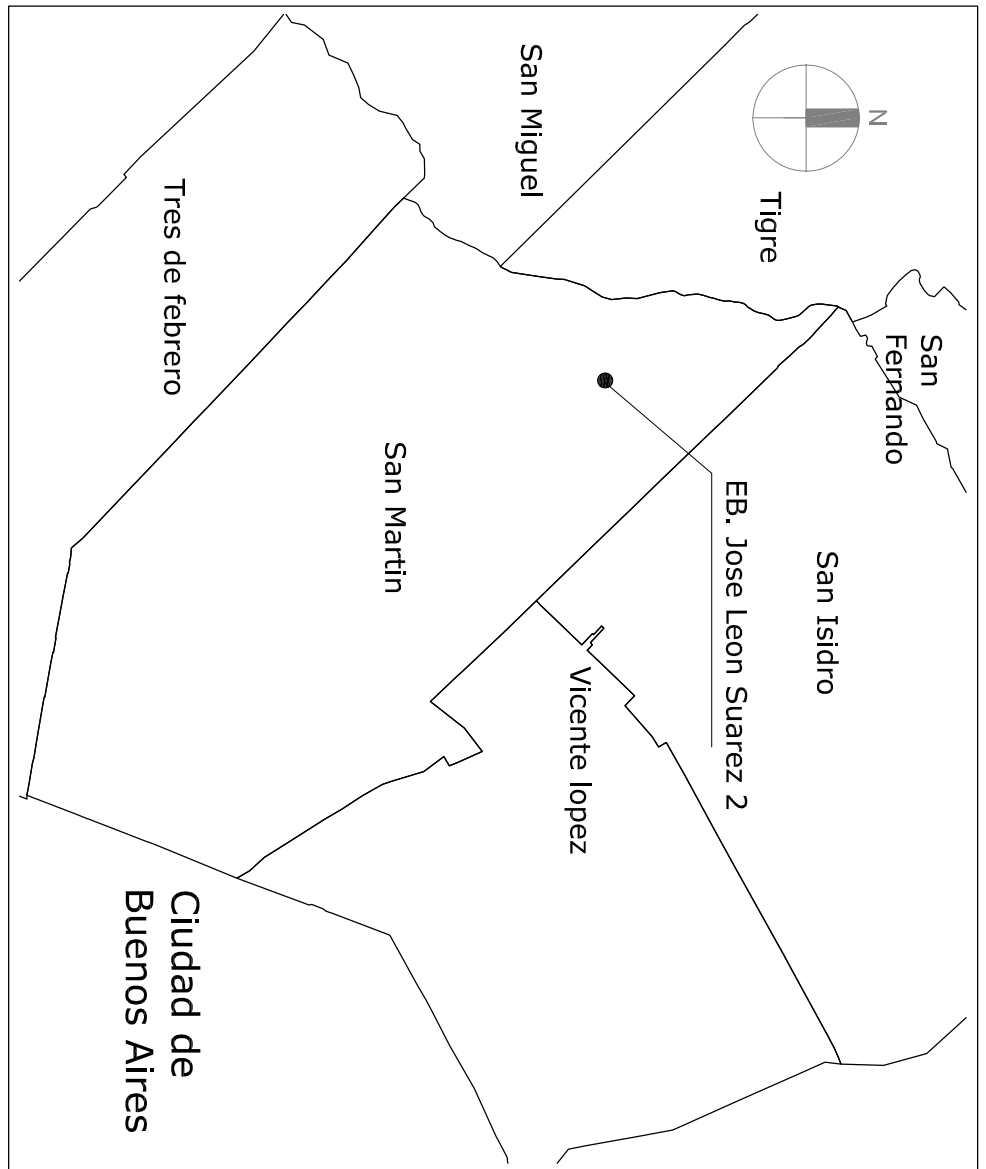 N
San
Fernando
San Isidro
Tigre
EB. Jose Leon Suarez 2
Vicente lopez
San Miguel
San Martin
Tres de febrero
Ciudad de
Buenos Aires